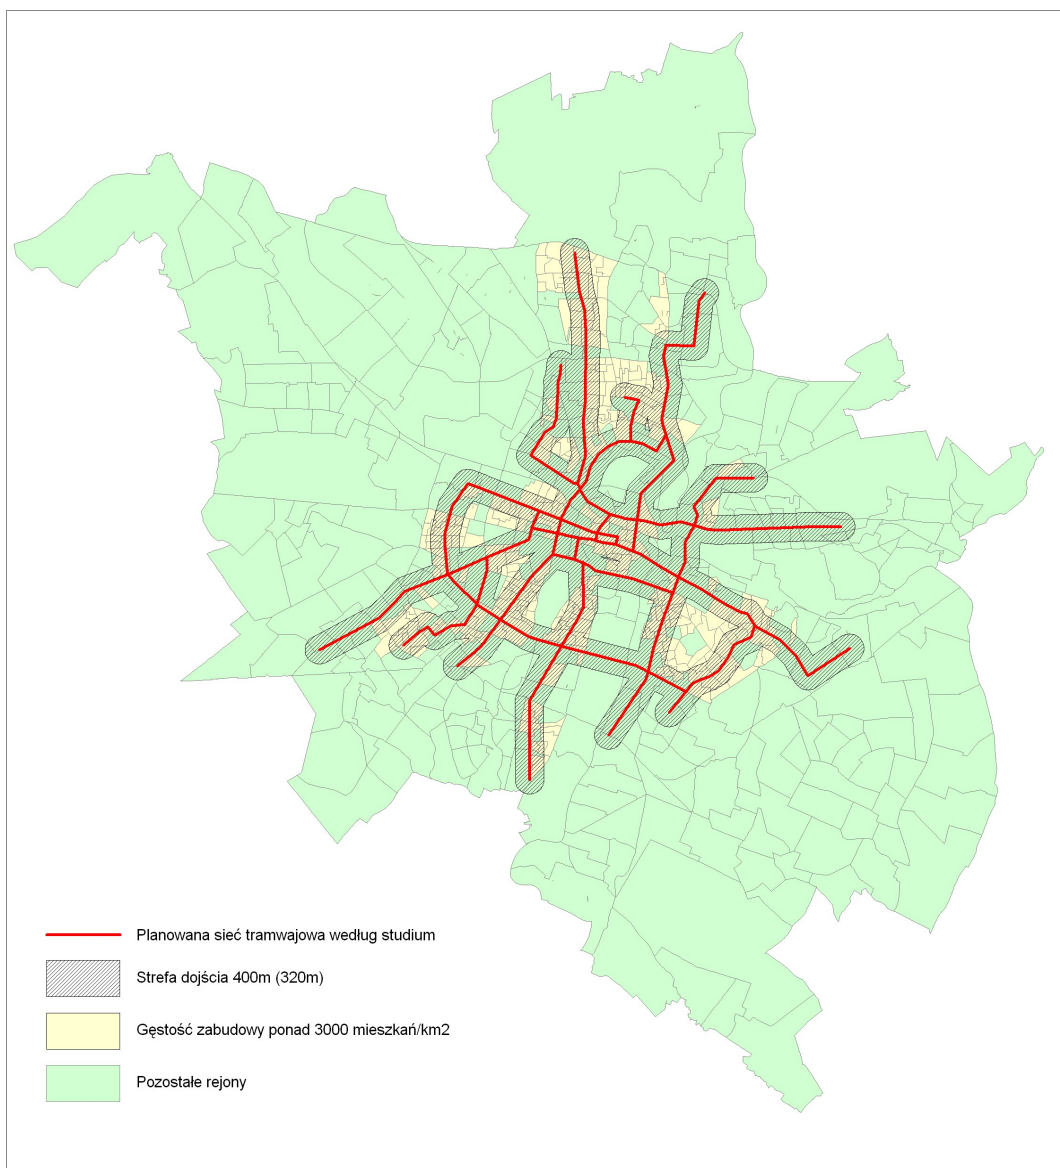 Planowana sieć tramwajowa według studium
Strefa dojścia 400m (320m)
Gęstość zabudowy ponad 3000 mieszkań/km2
Pozostałe rejony